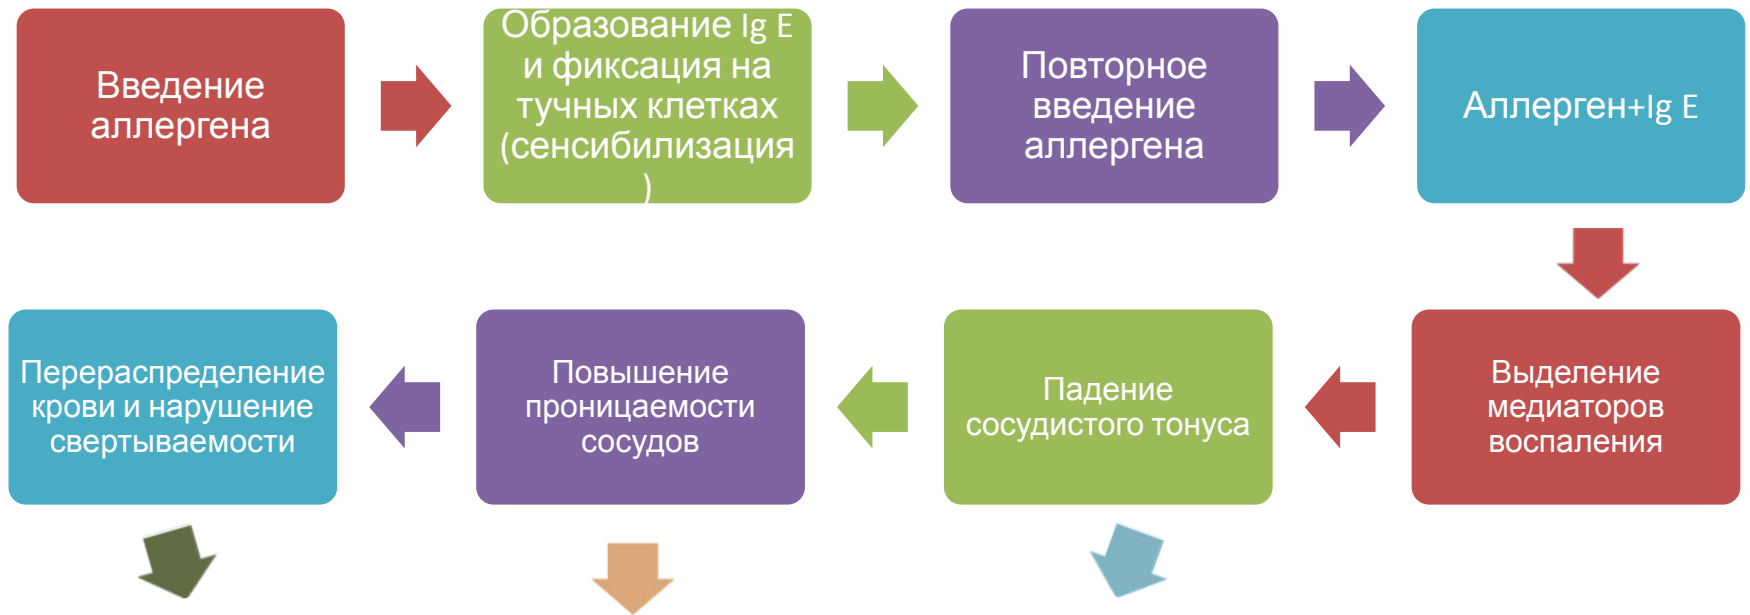 Введение
аллергена
Образование Ig E
и фиксация на
тучных клетках
(сенсибилизация
)
Повторное
введение
аллергена
Аллерген+Ig E
Перераспределение
крови и нарушение
свертываемости
Повышение
проницаемости
сосудов
Падение
сосудистого тонуса
Выделение
медиаторов
воспаления